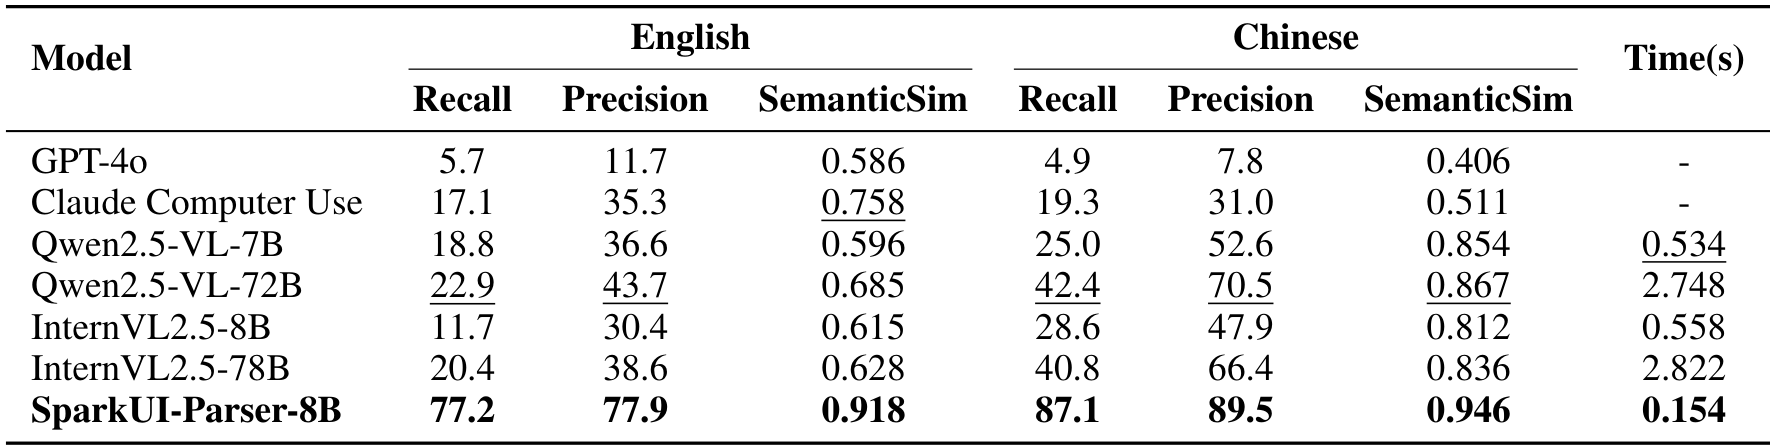 Model English Chinese Time(s)
Recall Precision SemanticSim Recall Precision SemanticSim
GPT-4o 5.7 11.7 0.586 4.9 7.8 0.406 -
Claude Computer Use 17.1 35.3 0.758 19.3 31.0 0.511 -
Qwen2.5-VL-7B 18.8 36.6 0.596 25.0 52.6 0.854 0.534
Qwen2.5-VL-72B 22.9 43.7 0.685 42.4 70.5 0.867 2.748
InternVL2.5-8B 11.7 30.4 0.615 28.6 47.9 0.812 0.558
InternVL2.5-78B 20.4 38.6 0.628 40.8 66.4 0.836 2.822
SparkUI-Parser-8B 77.2 77.9 0.918 87.1 89.5 0.946 0.154